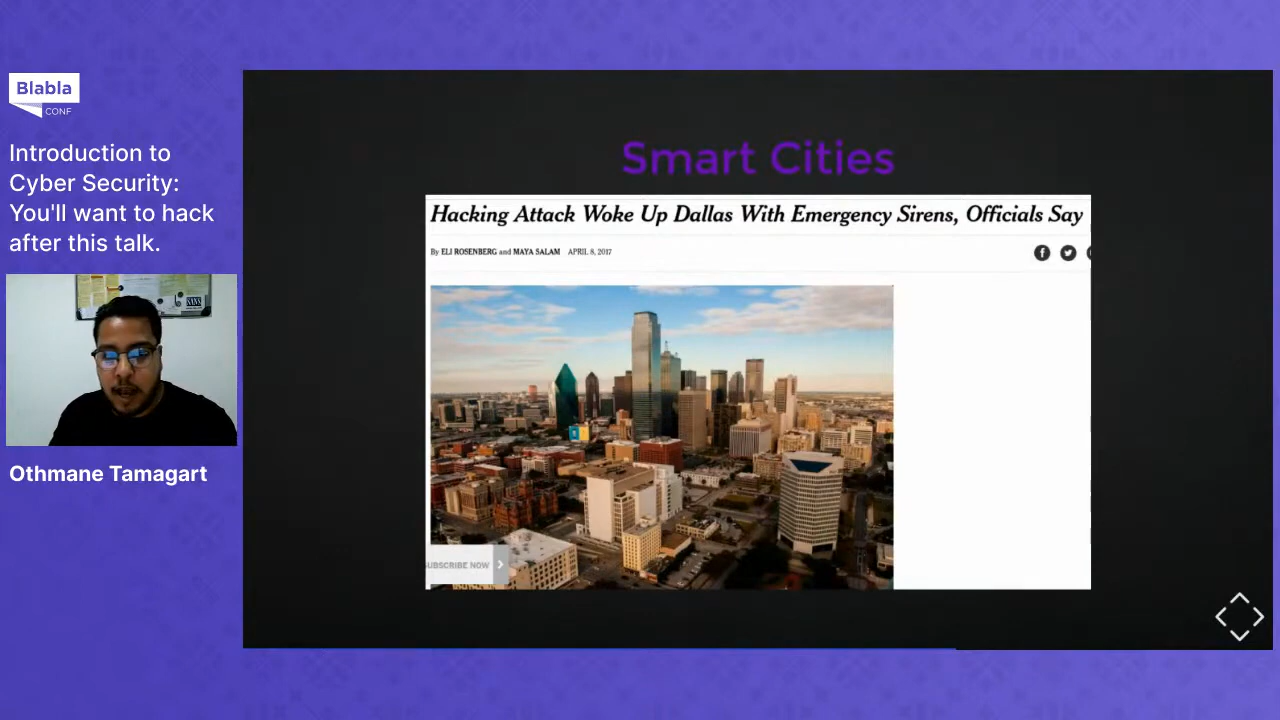 Blabla
CONF
Introduction to
Cyber Security:
You'll want to hack
after this talk.
Othmane Tamagart
Smart Cities
Hacking Attack Woke Up Dallas With Emergency Sirens, Officials Say
By ELI ROSENBERG and MAYA SALAM APRIL 8, 2017
SUBSCRIBE NOW